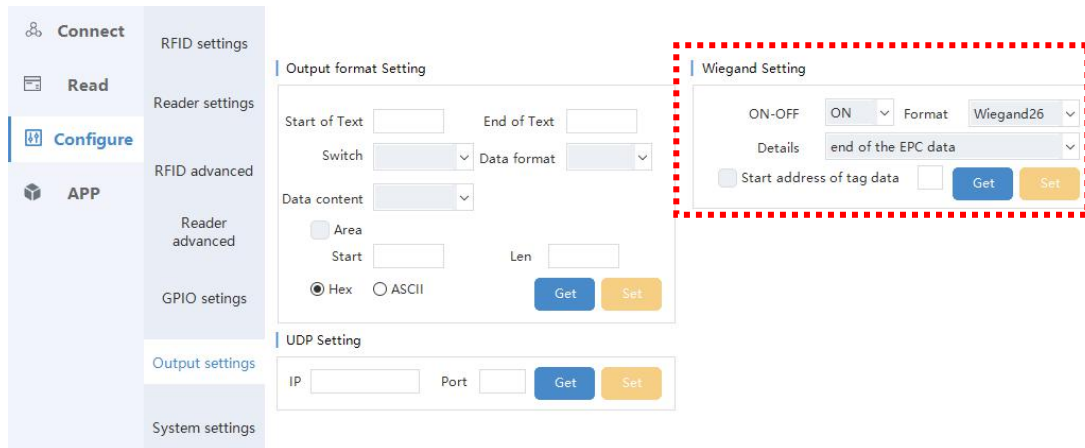 Connect
Read
Configure
APP
RFID settings
Reader settings
RFID advanced
Reader
advanced
GPIO setings
Output settings
System settings
Output format Setting
Start of Text End of Text
Switch Data format
Data content
Area
Start Len
Hex ASCII Get Set
UDP Setting
IP Port Get Set
Wiegand Setting
ON-OFF ON Format Wiegand26
Details end of the EPC data
Start address of tag data Get Set